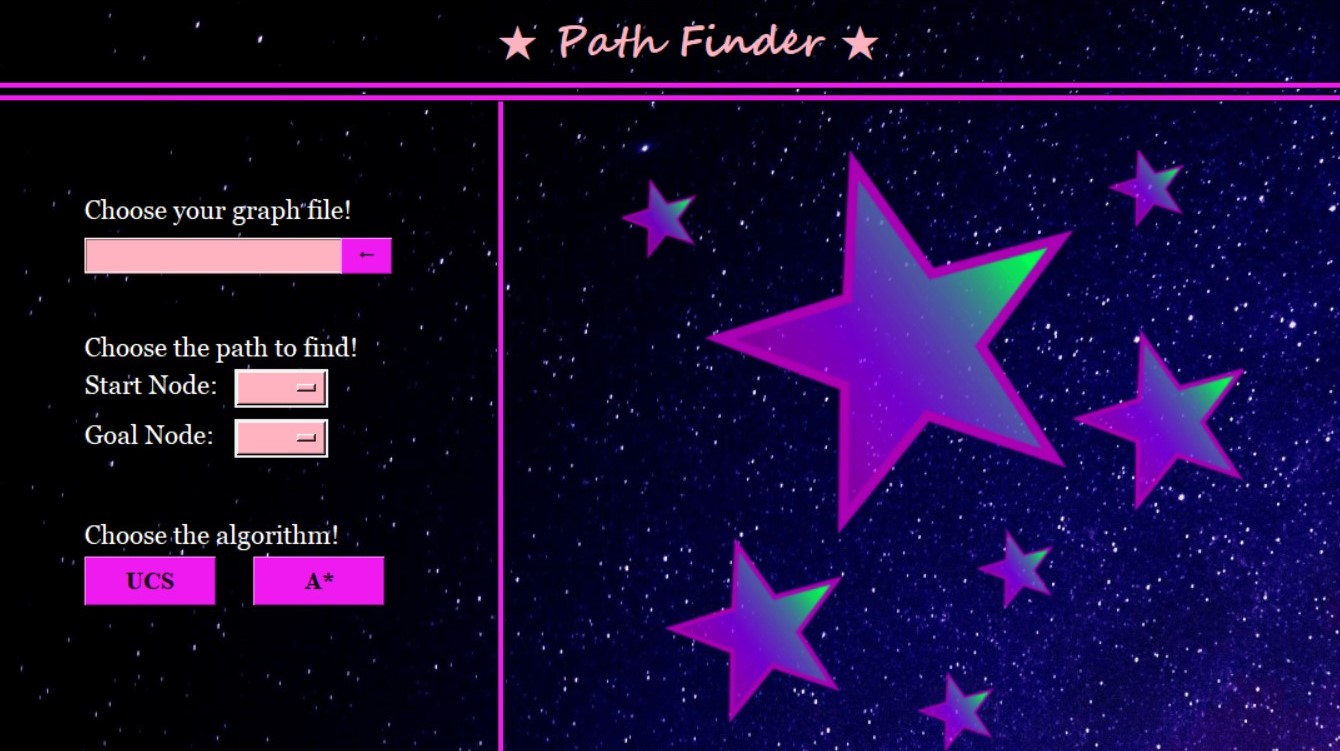 ★ Path Finder ★
Choose your graph file!
←
Choose the path to find!
Start Node:
Goal Node:
Choose the algorithm!
UCS A*